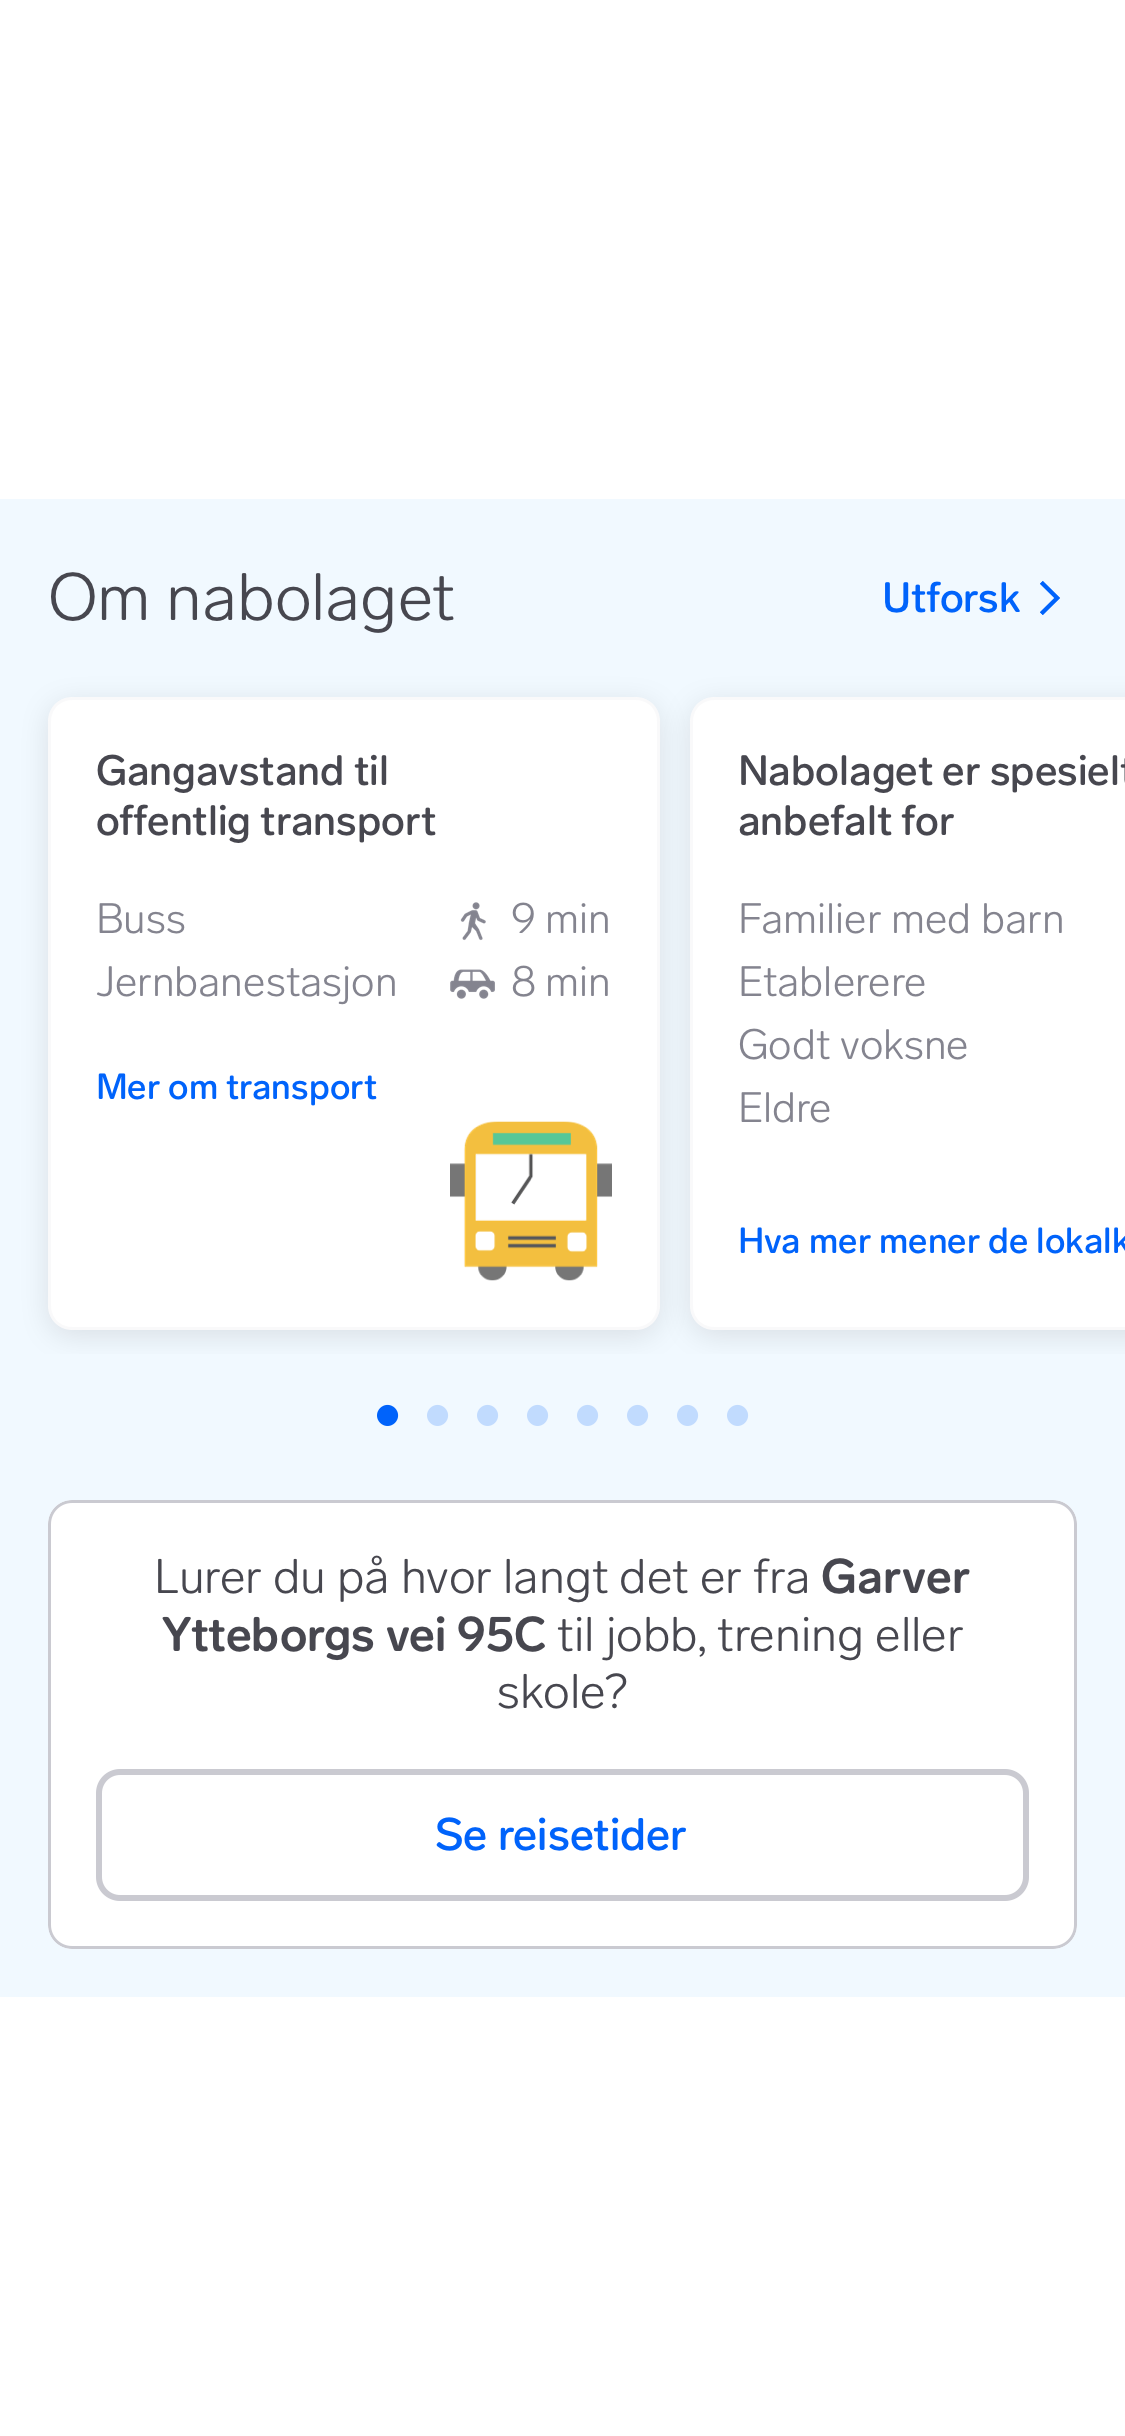 Om nabolaget
Utforsk
Gangavstand til
offentlig transport
Buss 9 min
Jernbanestasjon 8 min
Mer om transport
Nabolaget er spesielt
anbefalt for
Familier med barn
Etablerere
Godt voksne
Eldre
Hva mer mener de lokalk
Lurer du på hvor langt det er fra Garver
Ytteborgs vei 95C til jobb, trening eller
skole?
Se reisetider